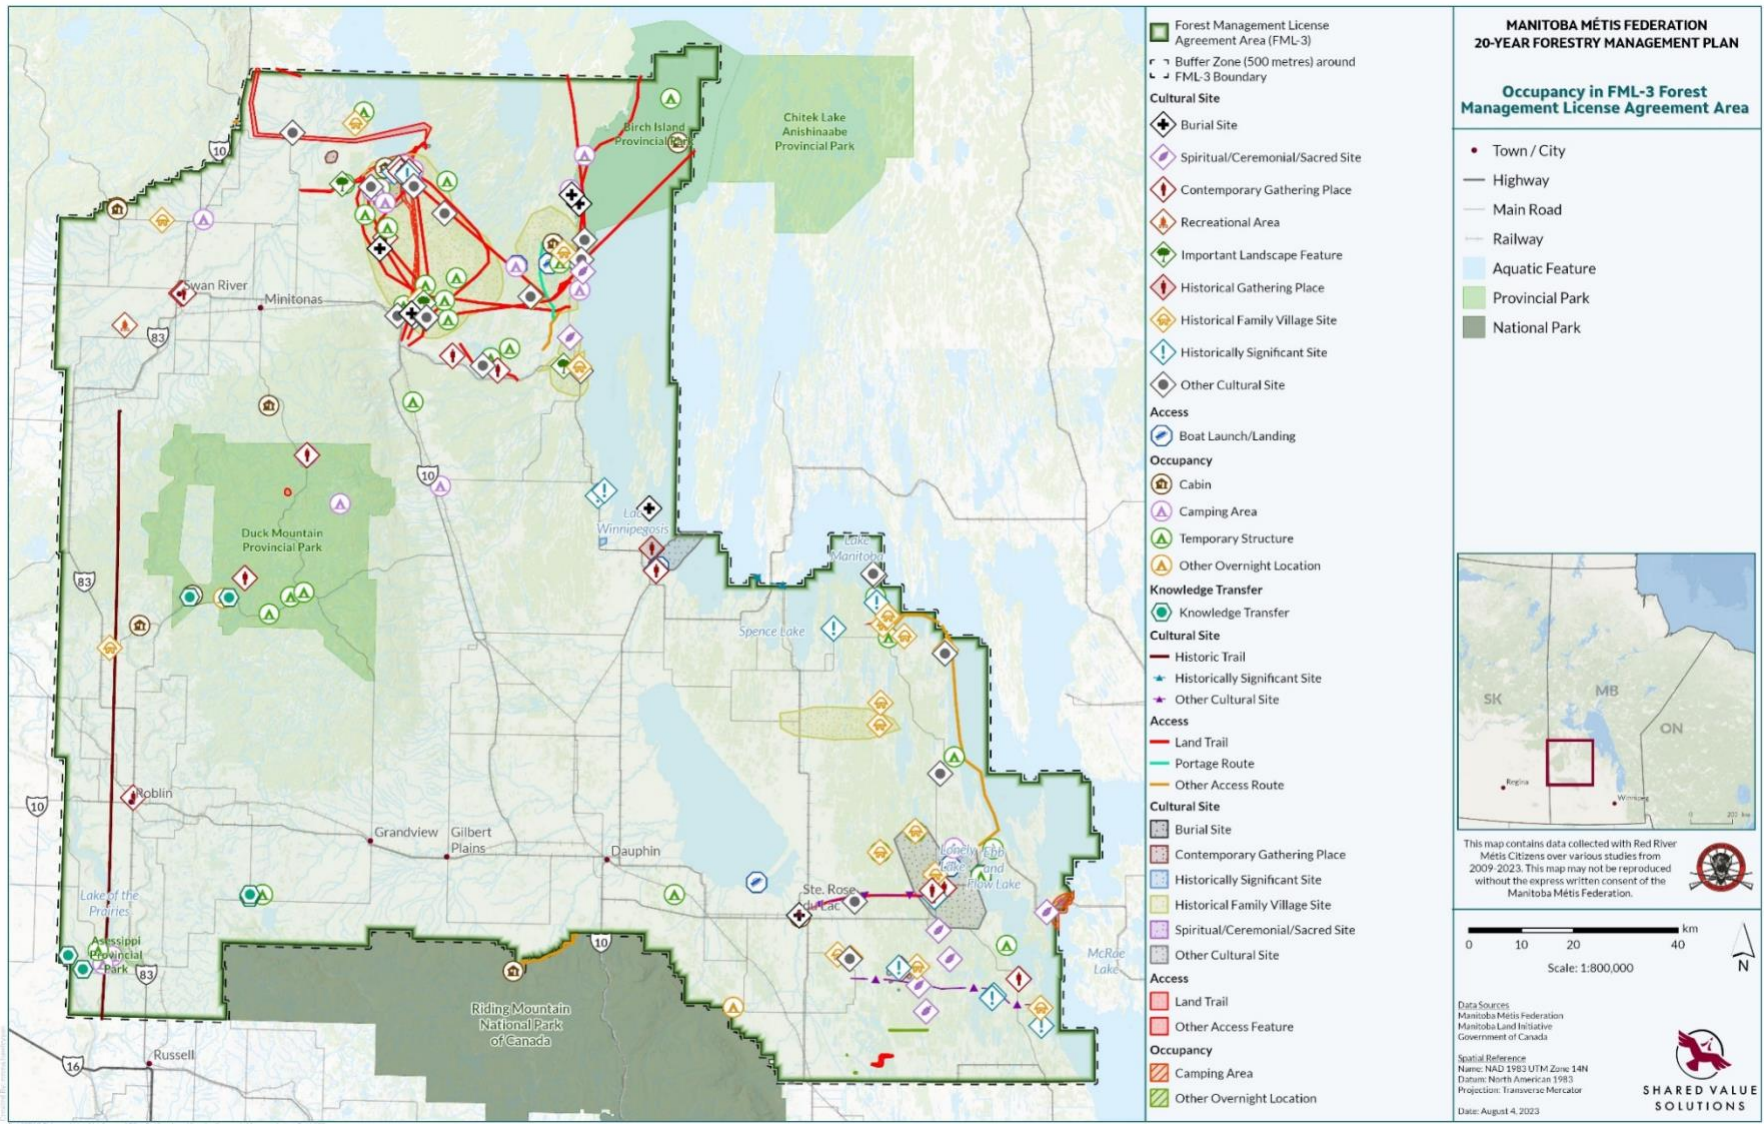 MANITOBA MÉTIS FEDERATION
20-YEAR FORESTRY MANAGEMENT PLAN
Occupancy in FML-3 Forest
Management License Agreement Area
Town / City
Highway
Main Road
Railway
Aquatic Feature
Provincial Park
National Park
Forest Management License
Agreement Area (FML-3)
Buffer Zone (500 metres) around
FML-3 Boundary
Cultural Site
Burial Site
Spiritual/Ceremonial/Sacred Site
Contemporary Gathering Place
Recreational Area
Important Landscape Feature
Historical Gathering Place
Historical Family Village Site
Historically Significant Site
Other Cultural Site
Access
Boat Launch/Landing
Occupancy
Cabin
Camping Area
Temporary Structure
Other Overnight Location
Knowledge Transfer
Knowledge Transfer
Cultural Site
Historic Trail
Historically Significant Site
Other Cultural Site
Access
Land Trail
Portage Route
Other Access Route
Cultural Site
Burial Site
Contemporary Gathering Place
Historically Significant Site
Historical Family Village Site
Spiritual/Ceremonial/Sacred Site
Other Cultural Site
Access
Land Trail
Other Access Feature
Occupancy
Camping Area
Other Overnight Location
Birch Island
Provincial Park
Chitek Lake
Anishinaabe
Provincial Park
10
Swan River
Minitonas
83
10
Duck Mountain
Provincial Park
Winnipegosis
Lake
Manitoba
83
Spence Lake
Roblin
10
Grandview
Gilbert
Plains
Dauphin
Lonely
Lake
Ebb
and
Flow Lake
Ste. Rose
du Lac
Lake of the
Prairies
Asessippi
Provincial
Park
83
10
McRae
Lake
Riding Mountain
National Park
of Canada
Russell
16
SK
MB
ON
Regina
Winnipeg
0 200 km
This map contains data collected with Red River
Métis Citizens over various studies from
2009-2023. This map may not be reproduced
without the express written consent of the
Manitoba Métis Federation.
km
0 10 20 40
Scale: 1:800,000
N
Data Sources
Manitoba Métis Federation
Manitoba Land Initiative
Government of Canada
Spatial Reference
Name: NAD 1983 UTM Zone 14N
Datum: North American 1983
Projection: Transverse Mercator
Date: August 4, 2023
SHARED VALUE
SOLUTIONS